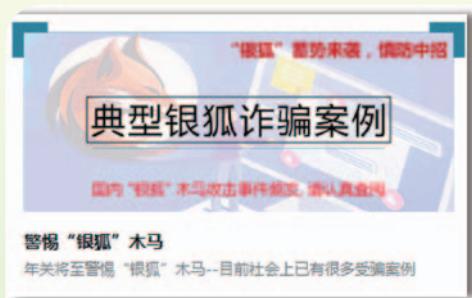 “银狐”蓄势来袭，慎防中招
典型银狐诈骗案例
国内“银狐”木马攻击事件频发，请认真查阅
警惕“银狐”木马
年关将至警惕“银狐”木马--目前社会上已有很多受骗案例